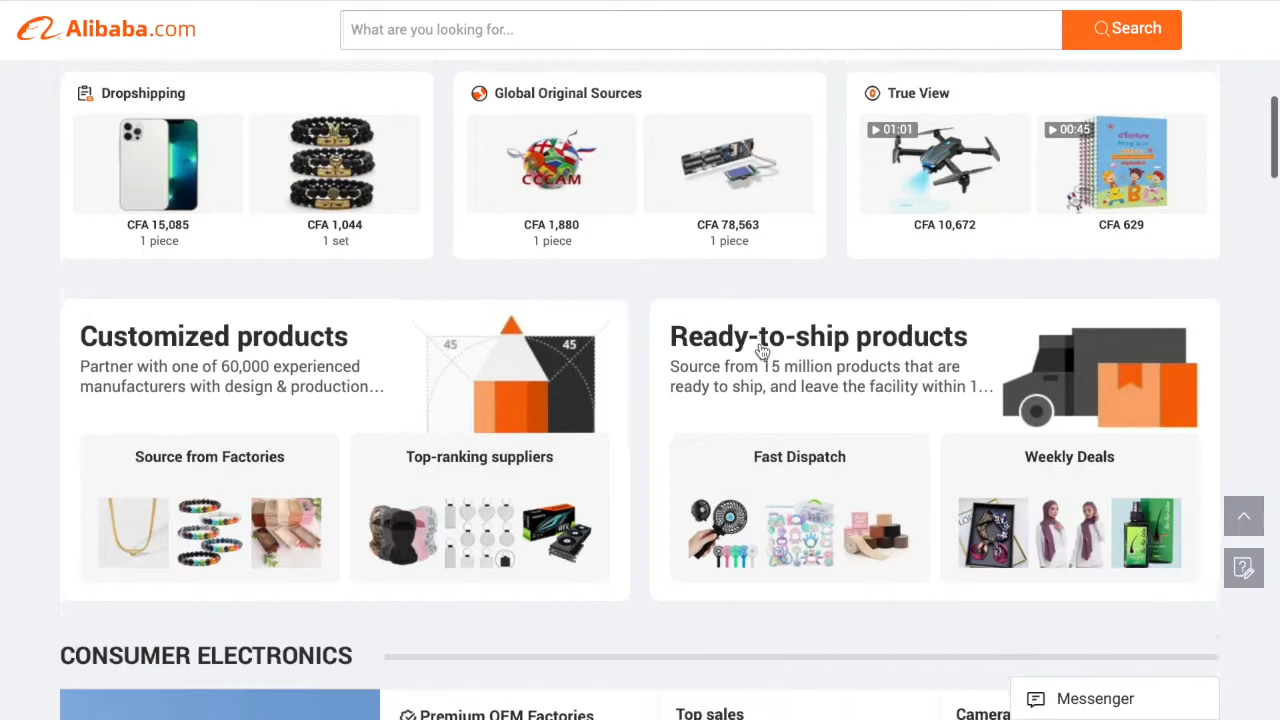 Alibaba.com
What are you looking for...
Search
Dropshipping
Global Original Sources
True View
01:01
00:45
CCCAM
CFA 15,085
CFA 1,044
CFA 1,880
CFA 78,563
CFA 10,672
CFA 629
1 piece
1 set
1 piece
1 piece
Customized products
Partner with one of 60,000 experienced
manufacturers with design & production...
45
45
Ready-to-ship products
Source from 15 million products that are
ready to ship, and leave the facility within 1...
Source from Factories
Top-ranking suppliers
Fast Dispatch
Weekly Deals
CONSUMER ELECTRONICS
Premium OEM Factories
Top sales
Camera
Messenger